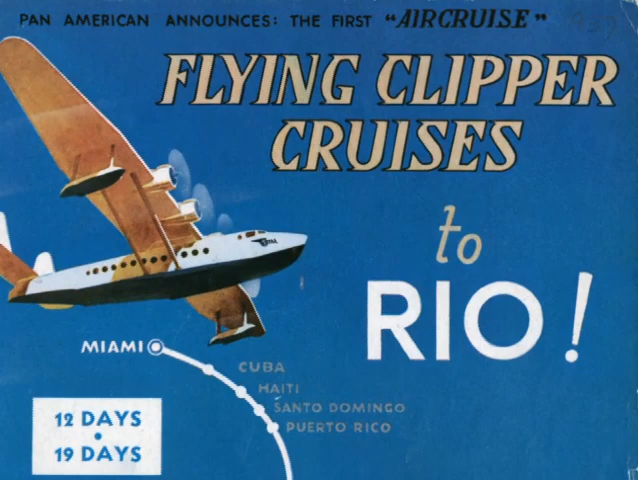 PAN AMERICAN ANNOUNCES: THE FIRST "AIRCRUISE"
FLYING CLIPPER
CRUISES
to
RIO!
MIAMI
CUBA
HAITI
SANTO DOMINGO
PUERTO RICO
12 DAYS
•
19 DAYS